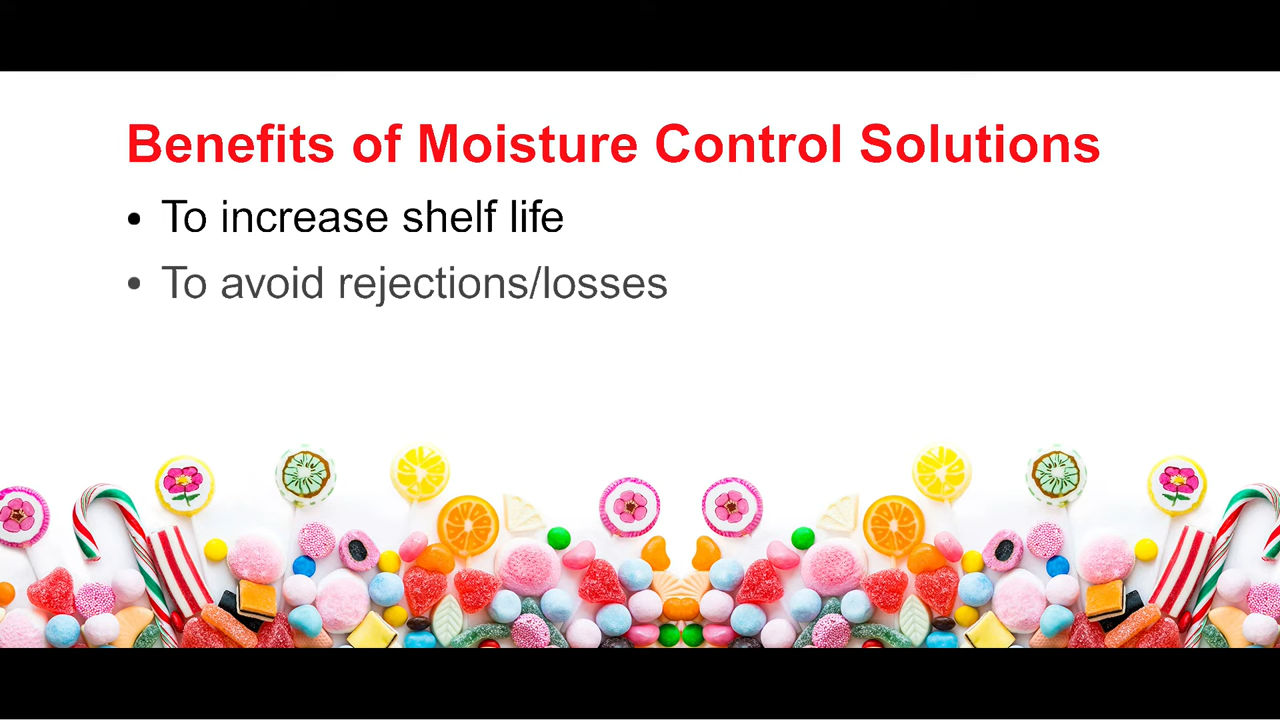 Benefits of Moisture Control Solutions
• To increase shelf life
• To avoid rejections/losses